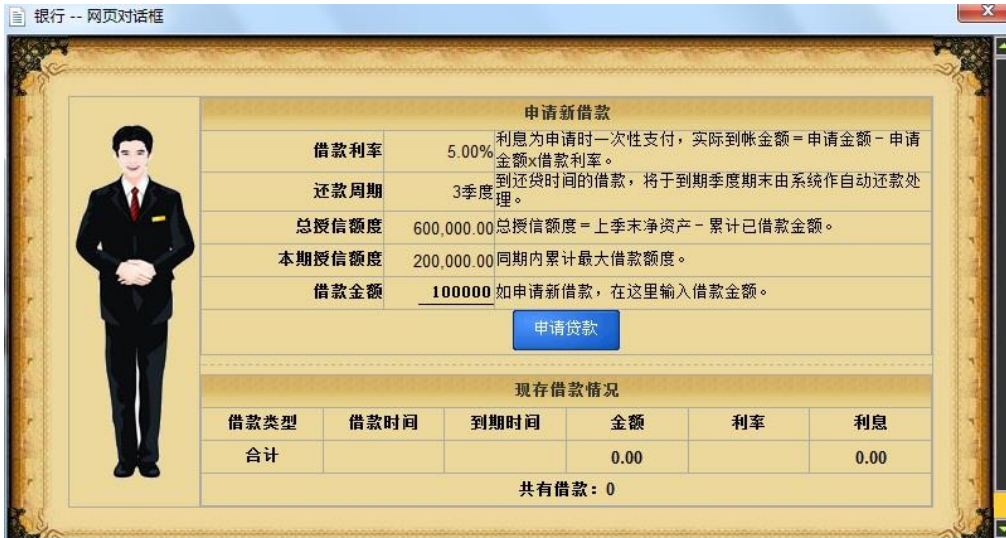 银行 -- 网页对话框
申请新借款
借款利率 5.00% 利息为申请时一次性支付，实际到帐金额＝申请金额－申请
金额x借款利率。
还款周期 3季度 到还贷时间的借款，将于到期季度期末由系统作自动还款处
理。
总授信额度 600,000.00 总授信额度＝上季末净资产－累计已借款金额。
本期授信额度 200,000.00 同期内累计最大借款额度。
借款金额 100000 如申请新借款，在这里输入借款金额。
申请贷款
现存借款情况
借款类型 借款时间 到期时间 金额 利率 利息
合计 0.00 0.00
共有借款：0